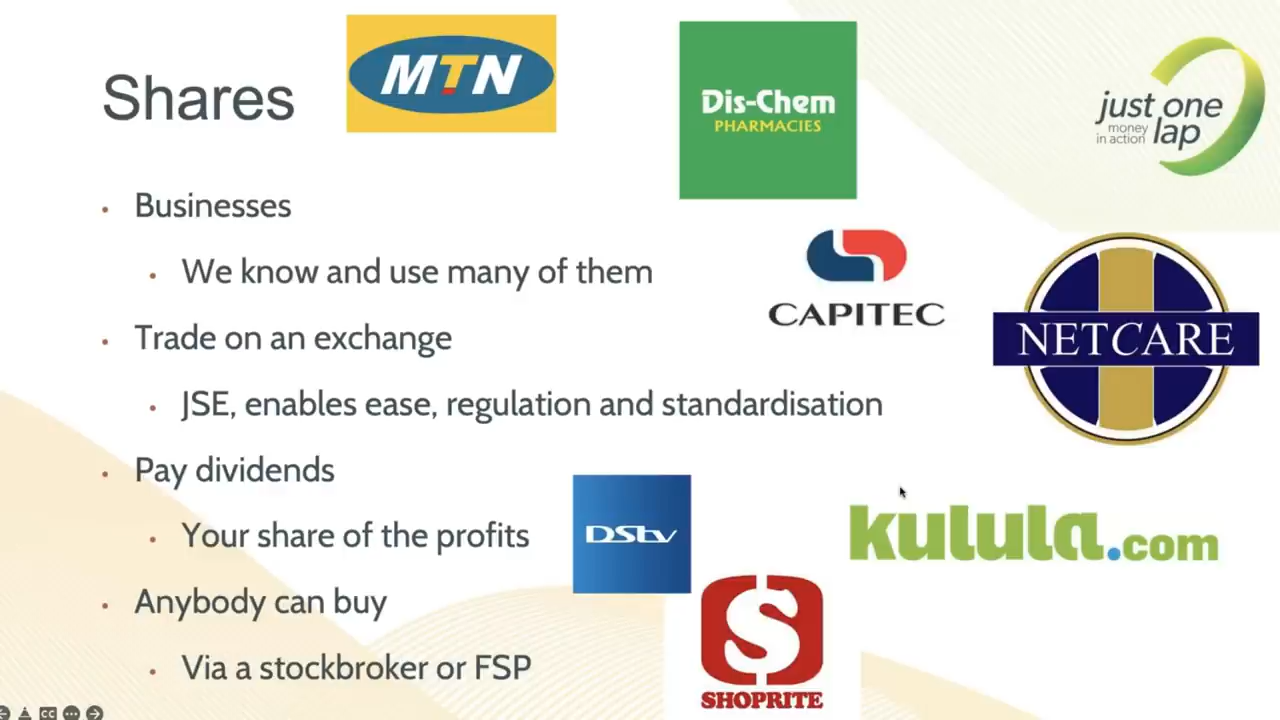 Shares
MTN
Dis-Chem
PHARMACIES
just one
money
in action
lap
• Businesses
• We know and use many of them
CAPITEC
NETCARE
• Trade on an exchange
• JSE, enables ease, regulation and standardisation
• Pay dividends
• Your share of the profits
DStv
kulula.com
• Anybody can buy
• Via a stockbroker or FSP
S
SHOPRITE
CC